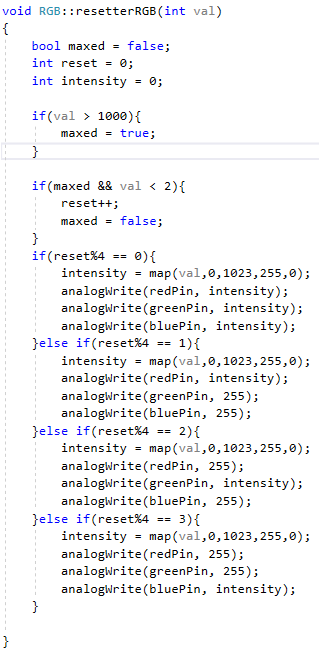 void RGB::resetterRGB(int val)
{
    bool maxed = false;
    int reset = 0;
    int intensity = 0;

    if(val > 1000){
        maxed = true;
    }

    if(maxed && val < 2){
        reset++;
        maxed = false;
    }
    if(reset%4 == 0){
        intensity = map(val,0,1023,255,0);
        analogWrite(redPin, intensity);
        analogWrite(greenPin, intensity);
        analogWrite(bluePin, intensity);
    }else if(reset%4 == 1){
        intensity = map(val,0,1023,255,0);
        analogWrite(redPin, intensity);
        analogWrite(greenPin, 255);
        analogWrite(bluePin, 255);
    }else if(reset%4 == 2){
        intensity = map(val,0,1023,255,0);
        analogWrite(redPin, 255);
        analogWrite(greenPin, intensity);
        analogWrite(bluePin, 255);
    }else if(reset%4 == 3){
        intensity = map(val,0,1023,255,0);
        analogWrite(redPin, 255);
        analogWrite(greenPin, 255);
        analogWrite(bluePin, intensity);
    }

}